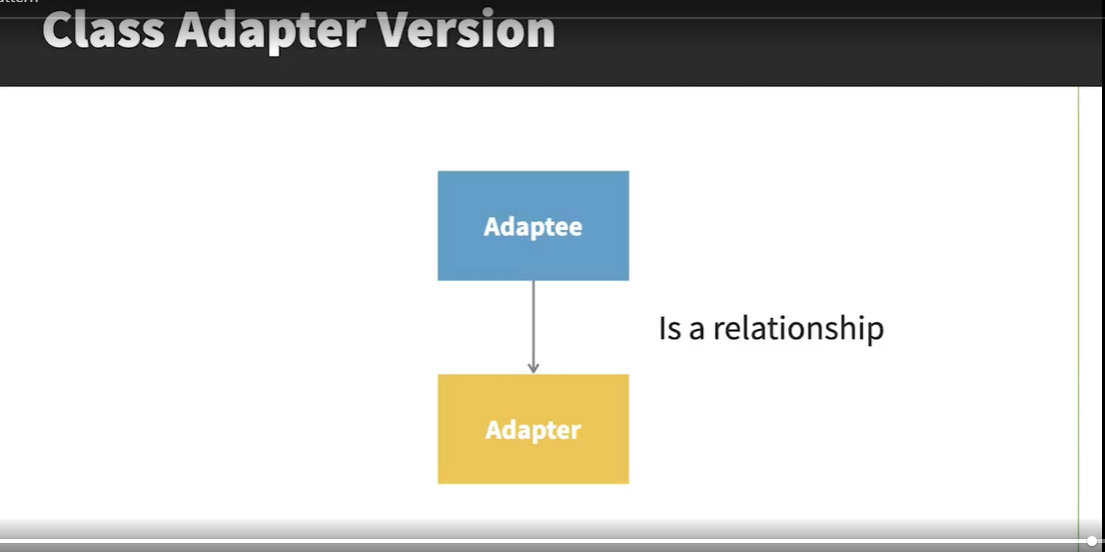 Class Adapter Version
Adaptee
Is a relationship
Adapter